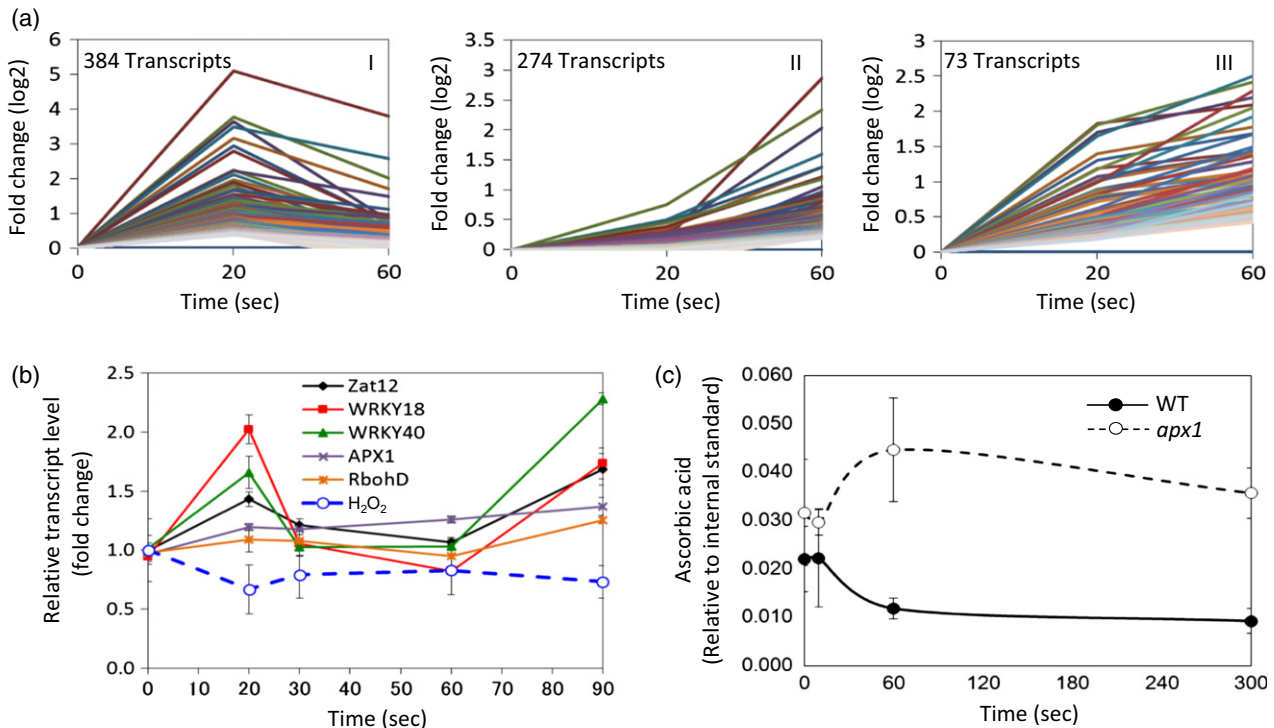 (a)
6
5
4
3
2
1
0
Fold change (log2)
384 Transcripts I
0 20 60
Time (sec)
3.5
3
2.5
2
1.5
1
0.5
0
Fold change (log2)
274 Transcripts II
0 20 60
Time (sec)
3
2.5
2
1.5
1
0.5
0
Fold change (log2)
73 Transcripts III
0 20 60
Time (sec)
(b)
2.5
2.0
1.5
1.0
0.5
0.0
Relative transcript level
(fold change)
Zat12
WRKY18
WRKY40
APX1
RbohD
H₂O₂
0 20 20 30 40 50 60 70 80 90
Time (sec)
(c)
0.060
0.050
0.040
0.030
0.020
0.010
0.000
Ascorbic acid
(Relative to internal standard)
WT
apx1
0 60 120 180 240 300
Time (sec)